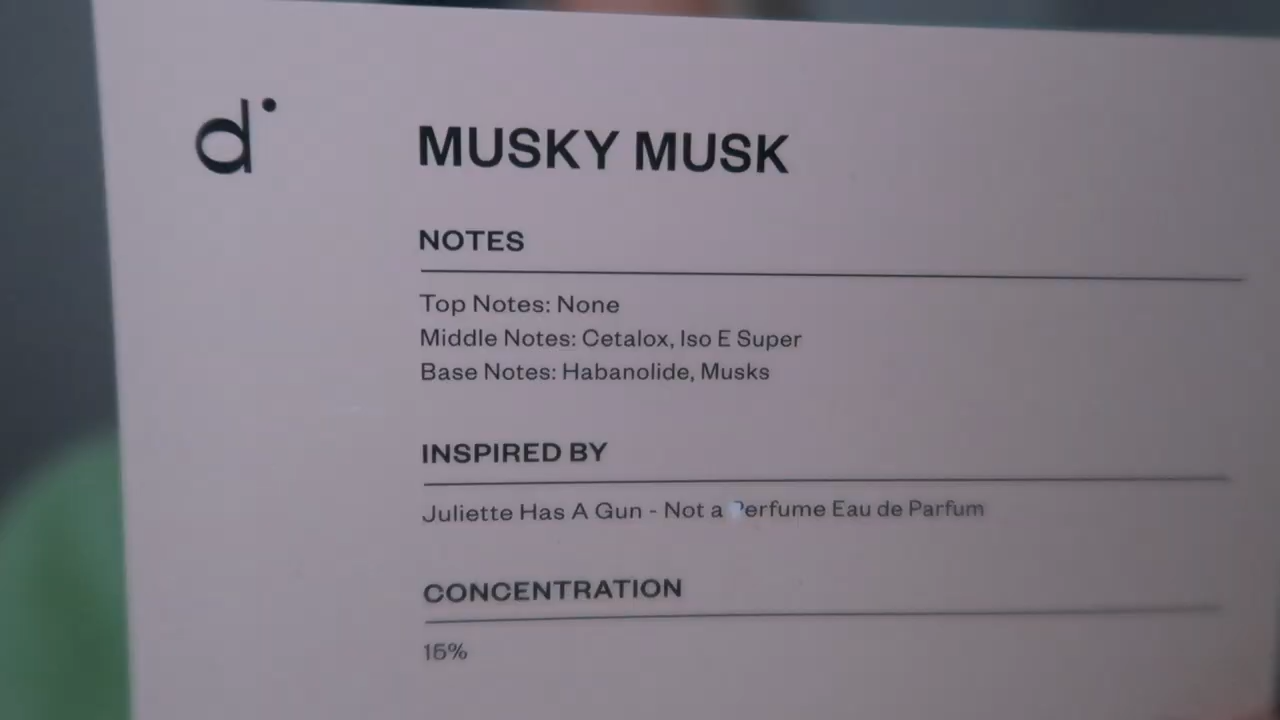 d
MUSKY MUSK
NOTES
Top Notes: None
Middle Notes: Cetalox, Iso E Super
Base Notes: Habanolide, Musks
INSPIRED BY
Juliette Has A Gun - Not a Perfume Eau de Parfum
CONCENTRATION
15%